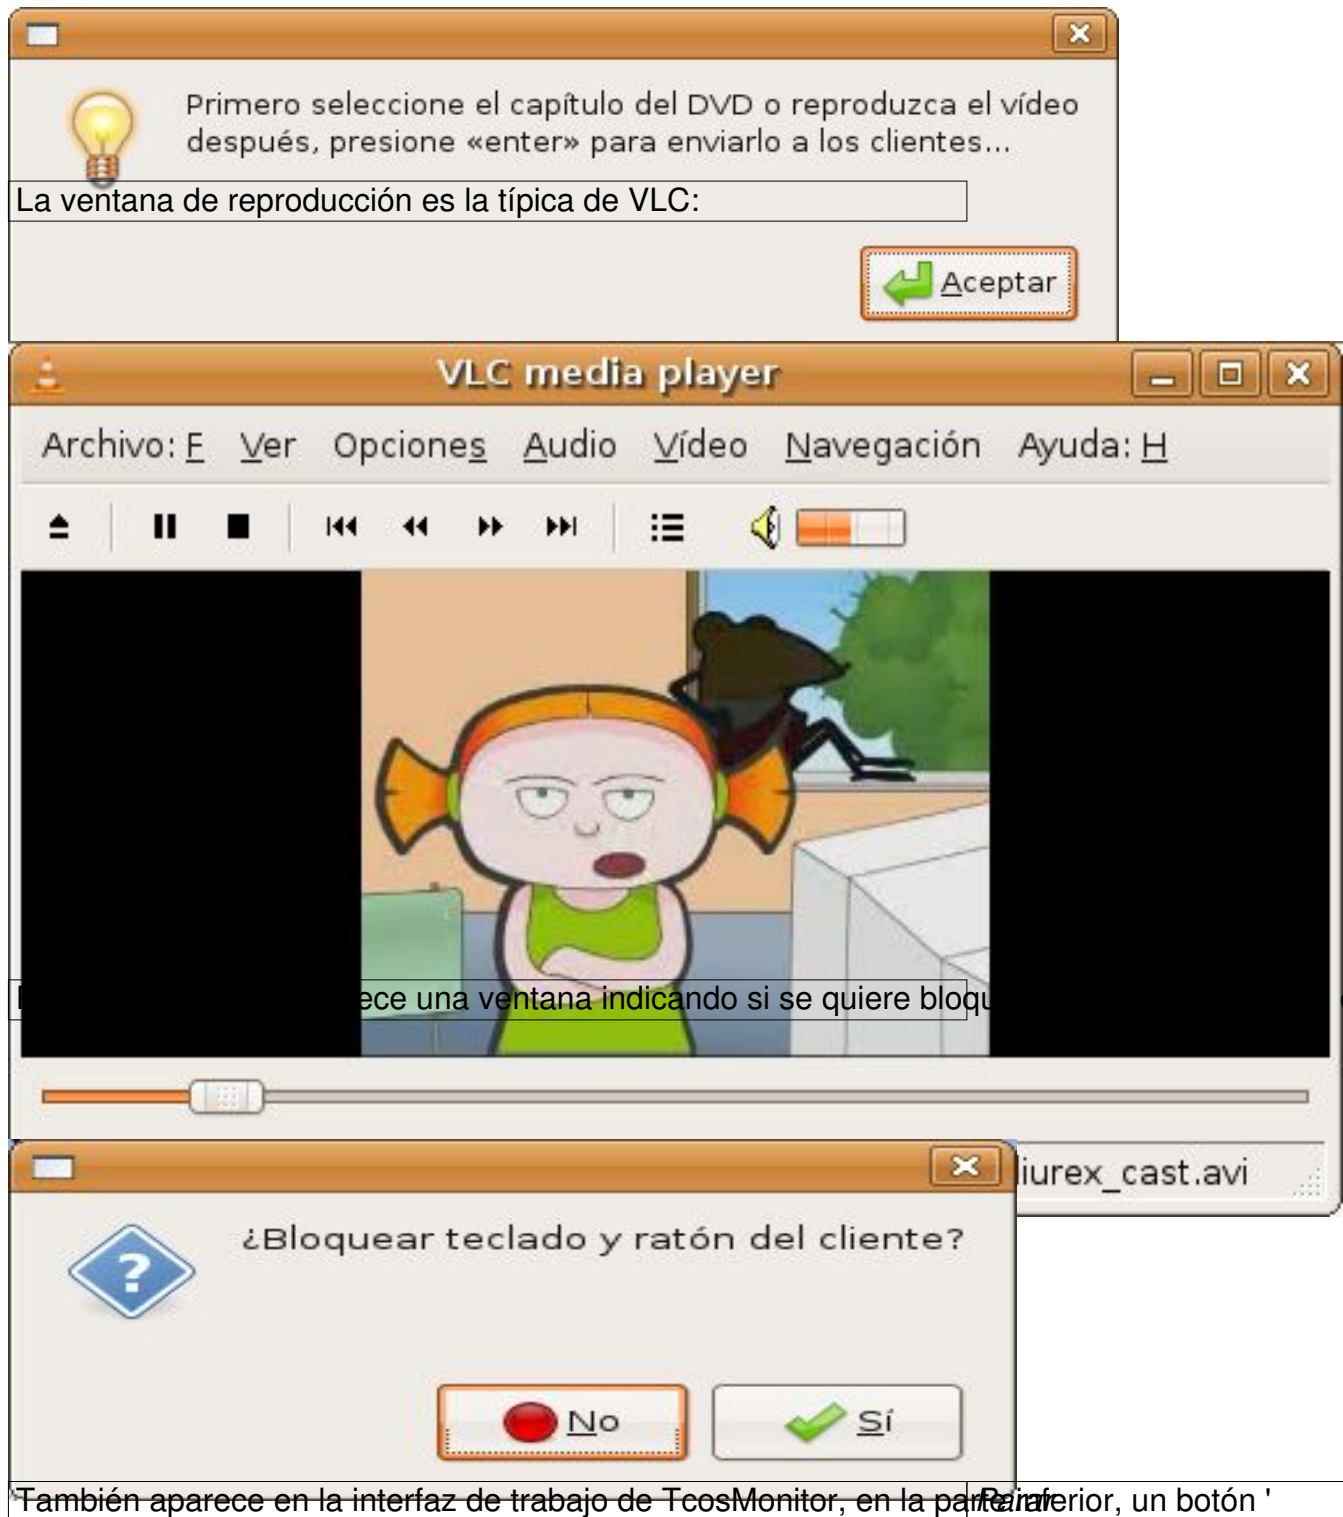 Primero seleccione el capítulo del DVD o reproduzca el vídeo
después, presione «enter» para enviarlo a los clientes...
La ventana de reproducción es la típica de VLC:
Aceptar
VLC media player
Archivo: F Ver Opciones Audio Vídeo Navegación Ayuda: H
una ventana indicando si se quiere
iurex_cast.avi
¿Bloquear teclado y ratón del cliente?
No Sí
También aparece en la interfaz de trabajo de TcosMonitor, en la parte inferior, un botón '
Parar